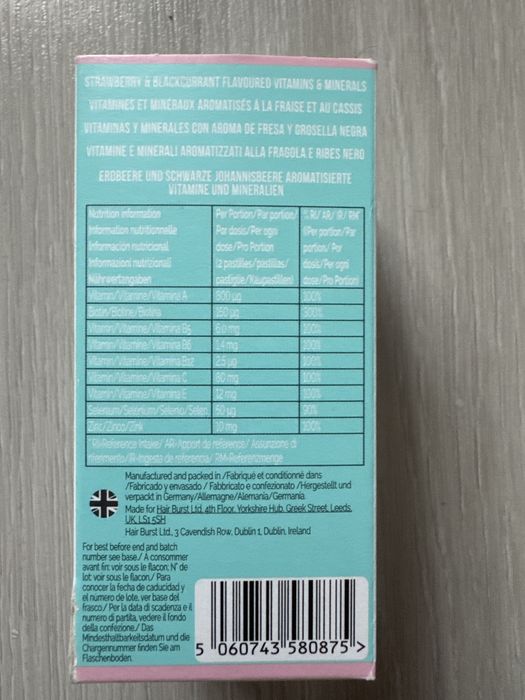 STRAWBERRY & BLACKCURRANT FLAVOURED VITAMINS & MINERALS
VITAMINES ET MINÉRAUX AROMATISÉS À LA FRAISE ET AU CASSIS
VITAMINAS Y MINERALES CON AROMA DE FRESA Y GROSELLA NEGRA
VITAMINE E MINERALI AROMATIZZATI ALLA FRAGOLA E RIBES NERO
ERDBEERE UND SCHWARZE JOHANNISBEERE AROMATISIERTE
VITAMINE UND MINERALIEN
Nutrition information Per Portion/Par portion/ *% RI/ AR/ IR/ RM*
Information nutritionnelle Por dosis/Per ogni (Per portion/Par
Información nutricional dose/Pro Portion portion/ Por
Informazioni nutrizionali (2 pastilles/pastillas/ dosis/Per ogni
Nährwertangaben pastiglie/Kaupastillen) dose/Pro Portion)
Vitamin/Vitamine/Vitamina A 800 µg 100%
Biotin/Biotine/Biotina 150 µg 300%
Vitamin/Vitamine/Vitamina B5 6.0 mg 100%
Vitamin/Vitamine/Vitamina B6 1.4 mg 100%
Vitamin/Vitamine/Vitamina B12 2.5 µg 100%
Vitamin/Vitamine/Vitamina C 80 mg 100%
Vitamin/Vitamine/Vitamina E 12 mg 100%
Selenium/Sélénium/Selenio/Selen 50 µg 90%
Zinc/Zinco/Zink 10 mg 100%
*RI=Reference Intake/ AR=Apport de référence/ Assunzione di
riferimento/IR=Ingesta de referencia/ RM=Referenzmenge
Manufactured and packed in /Fabriqué et conditionné dans
/Fabricado y envasado / Fabbricato e confezionato /Hergestellt und
verpackt in Germany/Allemagne/Alemania/Germania
Made for Hair Burst Ltd, 4th Floor, Yorkshire Hub, Greek Street, Leeds,
UK, LS1 5SH
Hair Burst Ltd., 3 Cavendish Row, Dublin 1, Dublin, Ireland
For best before end and batch
number see base./ À consommer
avant fin: voir sous le flacon; N° de
lot: voir sous le flacon./ Para
conocer la fecha de caducidad y
el número de lote, ver base del
frasco./ Per la data di scadenza e il
numero di partita, vedere il fondo
della confezione./ Das
Mindesthaltbarkeitsdatum und die
Chargennummer finden Sie am
Flaschenboden.
5 060743 580875 >